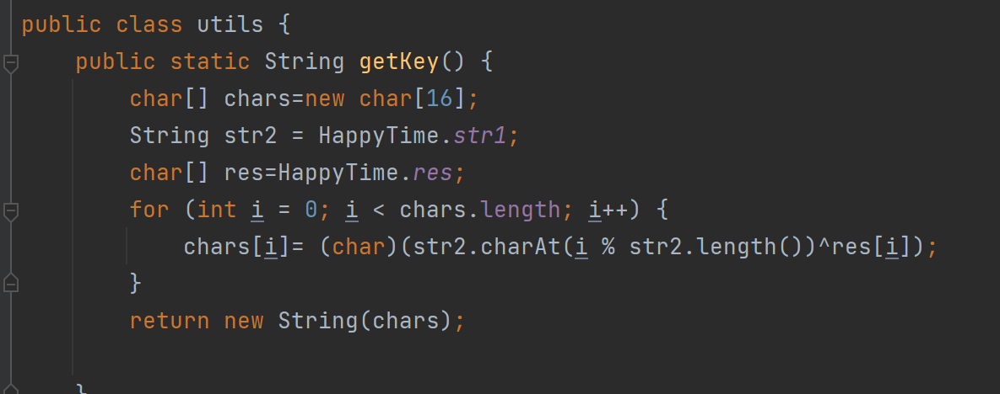 public class utils {
    public static String getKey() {
        char[] chars=new char[16];
        String str2 = HappyTime.str1;
        char[] res=HappyTime.res;
        for (int i = 0; i < chars.length; i++) {
            chars[i]= (char)(str2.charAt(i % str2.length())^res[i]);
        }
        return new String(chars);
    }